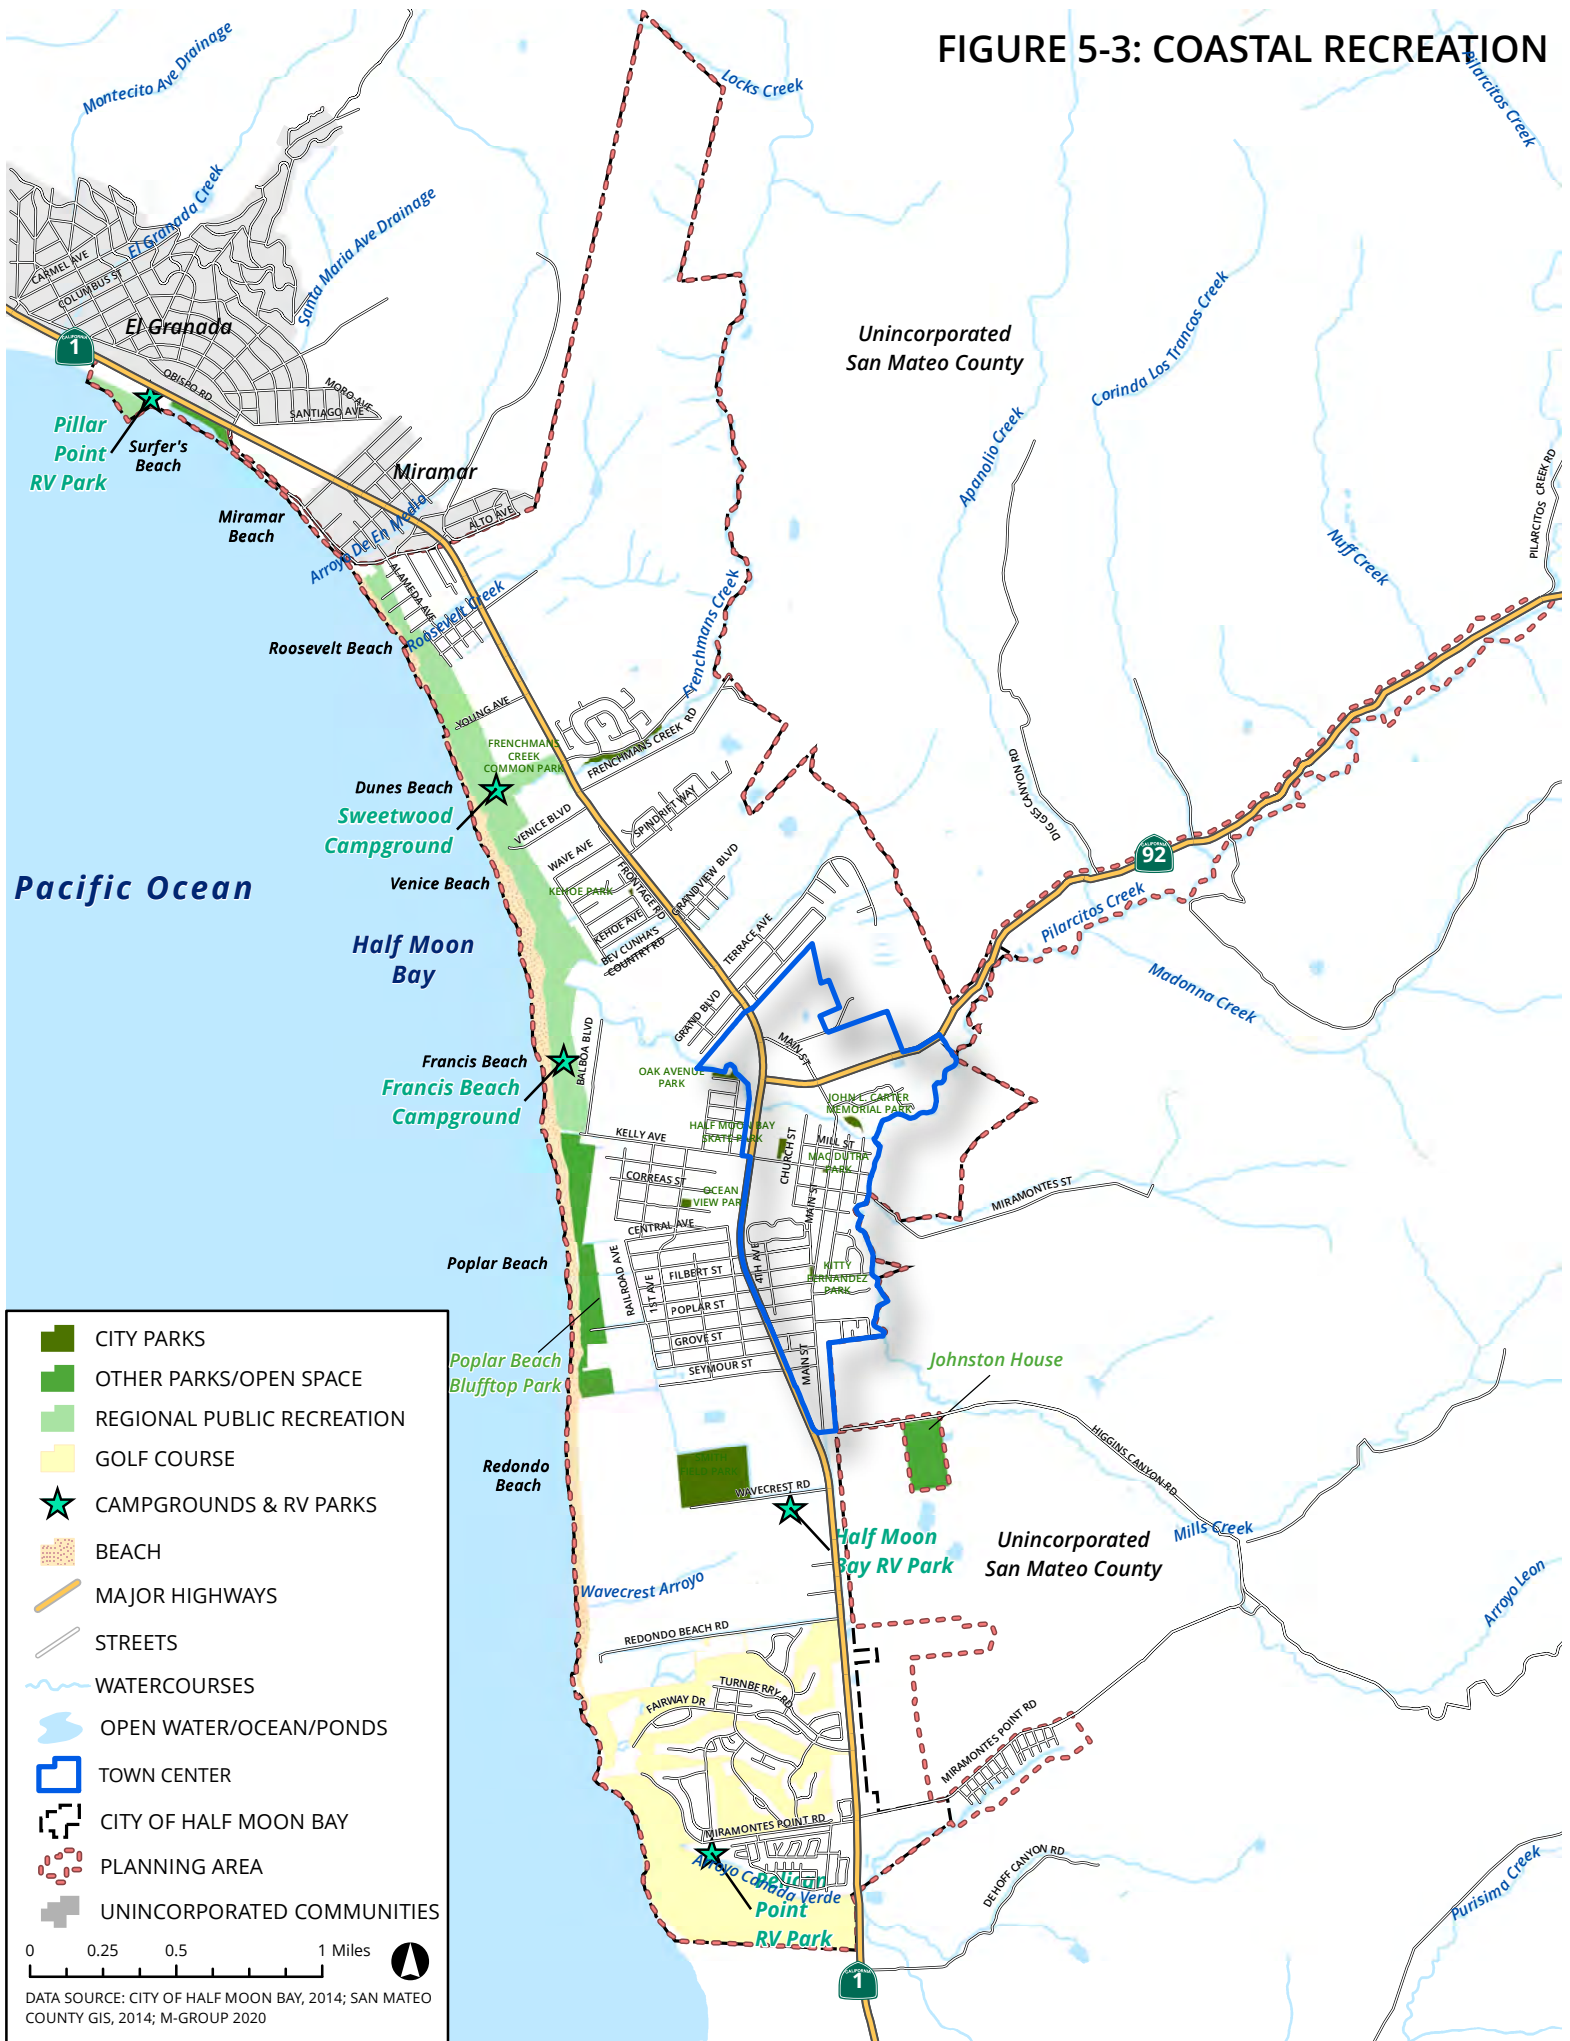 FIGURE 5-3: COASTAL RECREATION
Montecito Ave Drainage
Locks Creek
Pilarcitos Creek
El Granada Creek
Santa Maria Ave Drainage
CARMEL AVE
COLUMBUS ST
El Granada
CALIFORNIA
1
OBISPO RD
MORO AVE
SANTIAGO AVE
Unincorporated
San Mateo County
Corinda Los Trancos Creek
Apanolio Creek
Pillar
Point
RV Park
Surfer's
Beach
Miramar
Miramar
Beach
ALTO AVE
Arroyo De En Medio
PILARCITOS CREEK RD
Nuff Creek
ALAMEDA AVE
Roosevelt Creek
Roosevelt Beach
Frenchmans Creek
YOUNG AVE
FRENCHMANS
CREEK
COMMON PARK
FRENCHMANS CREEK RD
Dunes Beach
Sweetwood
Campground
VENICE BLVD
SPINDRIFT WAY
DIGGES CANYON RD
CALIFORNIA
92
WAVE AVE
Venice Beach
KEHOE PARK
FRONTAGE RD
GRANDVIEW BLVD
Pacific Ocean
KEHOE AVE
BEV CUNHA'S
COUNTRY RD
TERRACE AVE
Pilarcitos Creek
Half Moon
Bay
Madonna Creek
GRAND BLVD
MAIN ST
BALBOA BLVD
Francis Beach
Francis Beach
Campground
OAK AVENUE
PARK
JOHN L. CARTER
MEMORIAL PARK
HALF MOON BAY
SKATE PARK
KELLY AVE
CHURCH ST
MILL ST
MAC DUTRA
PARK
CORREAS ST
OCEAN
VIEW PARK
MAIN ST
MIRAMONTES ST
CENTRAL AVE
Poplar Beach
RAILROAD AVE
1ST AVE
FILBERT ST
4TH AVE
KITTY
FERNANDEZ
PARK
POPLAR ST
GROVE ST
SEYMOUR ST
MAIN ST
Poplar Beach
Blufftop Park
Johnston House
HIGGINS CANYON RD
Redondo
Beach
SMITH
FIELD PARK
WAVECREST RD
Half Moon
Bay RV Park
Unincorporated
San Mateo County
Mills Creek
Arroyo Leon
Wavecrest Arroyo
REDONDO BEACH RD
TURNBERRY RD
FAIRWAY DR
MIRAMONTES POINT RD
MIRAMONTES POINT RD
Arroyo Canada Verde
Pelican
Point
RV Park
DEHOFF CANYON RD
Purisima Creek
CALIFORNIA
1
CITY PARKS
OTHER PARKS/OPEN SPACE
REGIONAL PUBLIC RECREATION
GOLF COURSE
CAMPGROUNDS & RV PARKS
BEACH
MAJOR HIGHWAYS
STREETS
WATERCOURSES
OPEN WATER/OCEAN/PONDS
TOWN CENTER
CITY OF HALF MOON BAY
PLANNING AREA
UNINCORPORATED COMMUNITIES
0 0.25 0.5 1 Miles
DATA SOURCE: CITY OF HALF MOON BAY, 2014; SAN MATEO
COUNTY GIS, 2014; M-GROUP 2020